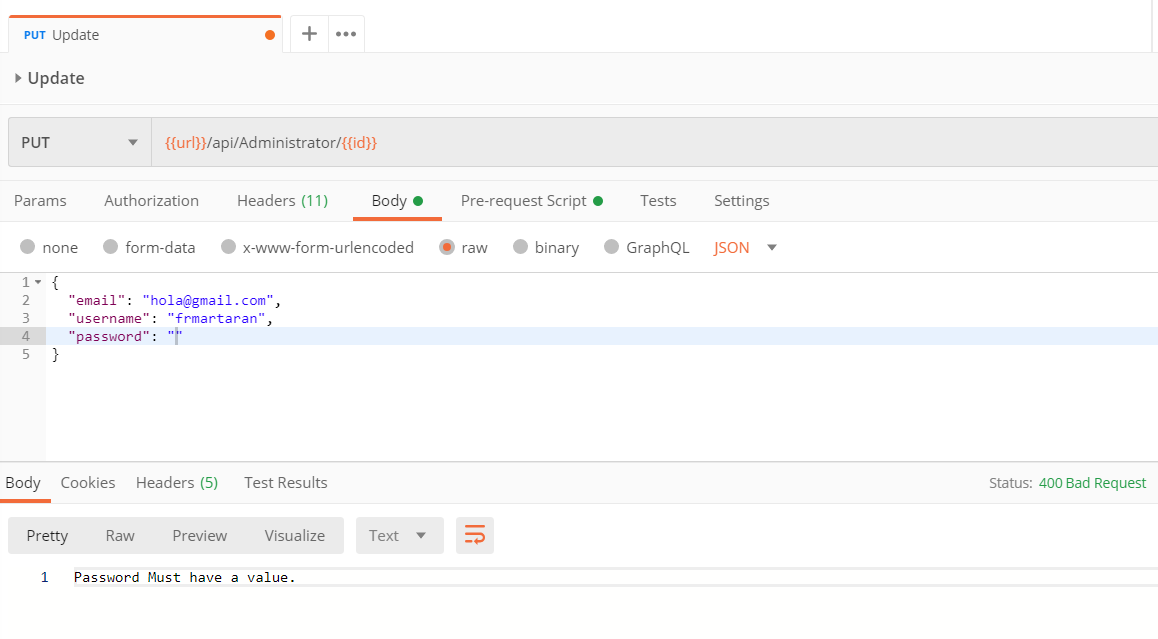 PUT Update
Update
PUT {{url}}/api/Administrator/{{id}}
Params Authorization Headers (11) Body Pre-request Script Tests Settings
none form-data x-www-form-urlencoded raw binary GraphQL JSON
1 {
2 "email": "hola@gmail.com",
3 "username": "frmartaran",
4 "password": ""
5 }
Body Cookies Headers (5) Test Results Status: 400 Bad Request
Pretty Raw Preview Visualize Text
1 Password Must have a value.